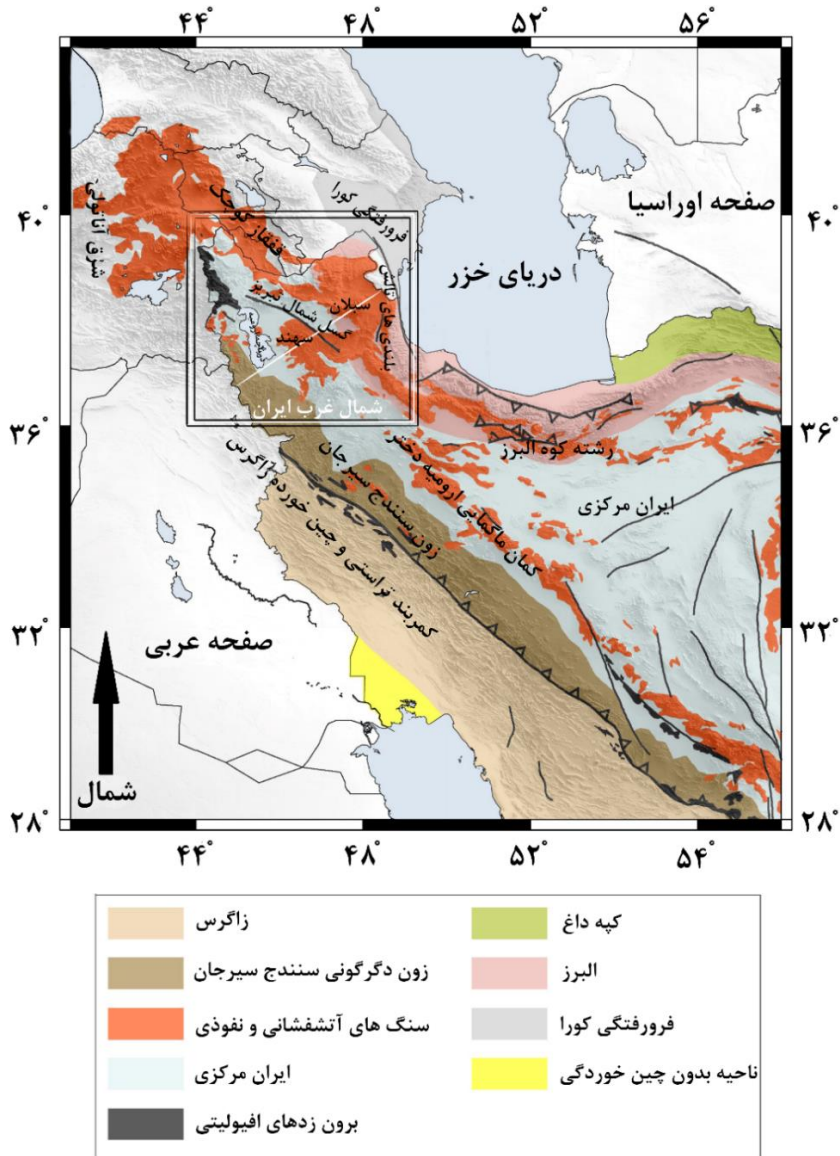 ۴۴° ۴۸° ۵۲° ۵۶°
۴۰° ۴۰°
۳۶° ۳۶°
۳۲° ۳۲°
۲۸° ۲۸°
شرق آناتولی
قفقاز کوچک
فرورفتگی کورا
صفحه اوراسیا
دریای خزر
بلندی های تالش
سبلان
گسل شمال تبریز
سهند
شمال غرب ایران
رشته کوه البرز
ایران مرکزی
کمان ماگمایی ارومیه دختر
زون سنندج سیرجان
کمربند تراستی و چین خورده زاگرس
صفحه عربی
شمال
۴۴° ۴۸° ۵۲° ۵۴°
زاگرس
زون دگرگونی سنندج سیرجان
سنگ های آتشفشانی و نفوذی
ایران مرکزی
برون زدهای افیولیتی
کپه داغ
البرز
فرورفتگی کورا
ناحیه بدون چین خوردگی